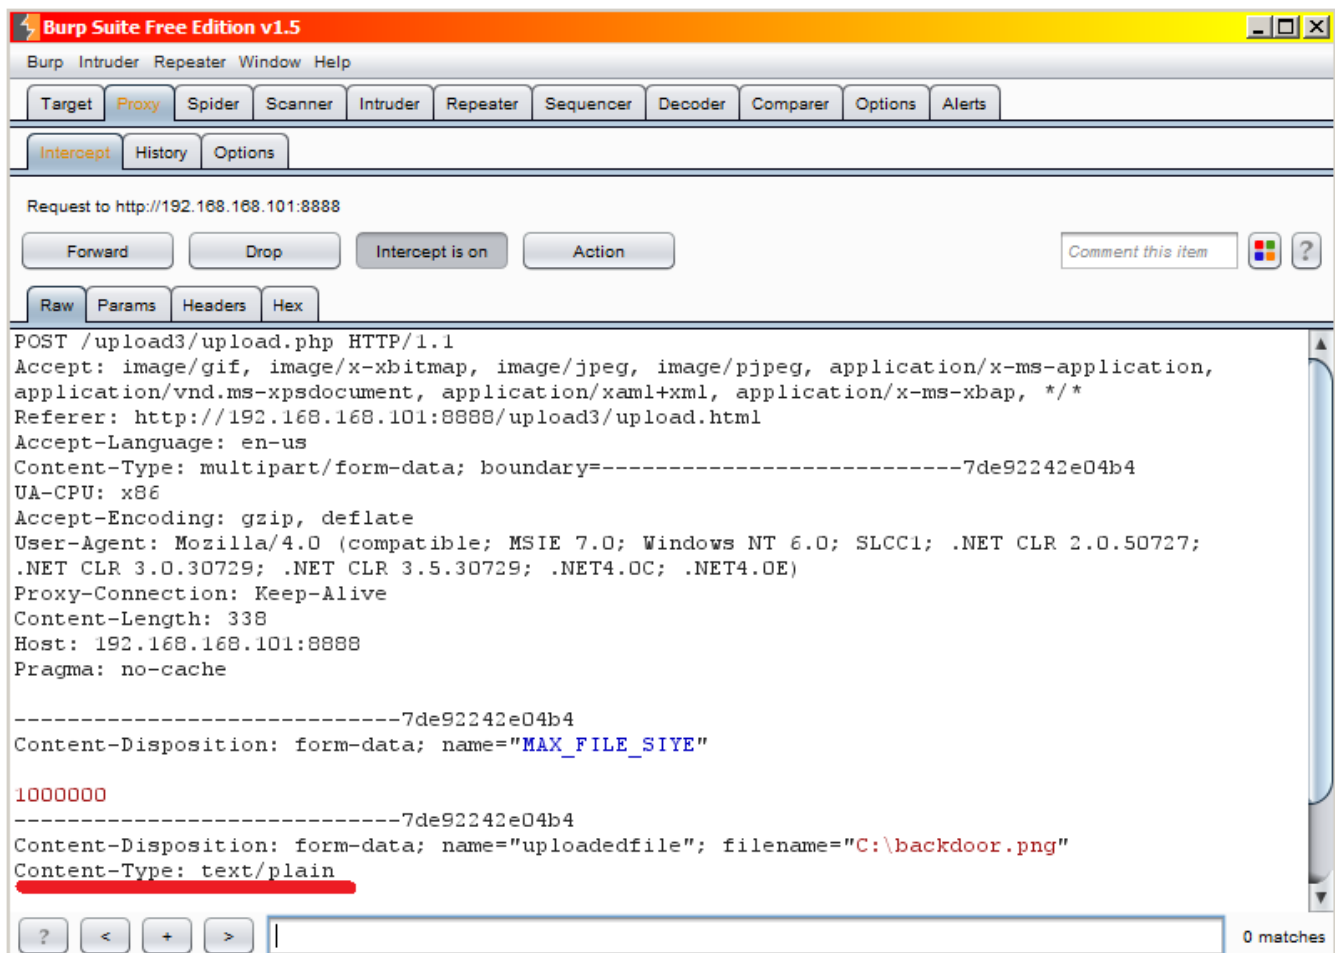 Burp Suite Free Edition v1.5
Burp Intruder Repeater Window Help
Target Proxy Spider Scanner Intruder Repeater Sequencer Decoder Comparer Options Alerts
Intercept History Options
Request to http://192.168.168.101:8888
Forward Drop Intercept is on Action Comment this item ?
Raw Params Headers Hex
POST /upload3/upload.php HTTP/1.1
Accept: image/gif, image/x-xbitmap, image/jpeg, image/pjpeg, application/x-ms-application,
application/vnd.ms-xpsdocument, application/xaml+xml, application/x-ms-xbap, */*
Referer: http://192.168.168.101:8888/upload3/upload.html
Accept-Language: en-us
Content-Type: multipart/form-data; boundary=---------------------------7de92242e04b4
UA-CPU: x86
Accept-Encoding: gzip, deflate
User-Agent: Mozilla/4.0 (compatible; MSIE 7.0; Windows NT 6.0; SLCC1; .NET CLR 2.0.50727;
.NET CLR 3.0.30729; .NET CLR 3.5.30729; .NET4.0C; .NET4.0E)
Proxy-Connection: Keep-Alive
Content-Length: 338
Host: 192.168.168.101:8888
Pragma: no-cache
-----------------------------7de92242e04b4
Content-Disposition: form-data; name="MAX_FILE_SIYE"
1000000
-----------------------------7de92242e04b4
Content-Disposition: form-data; name="uploadedfile"; filename="C:\backdoor.png"
Content-Type: text/plain
? < + > 0 matches